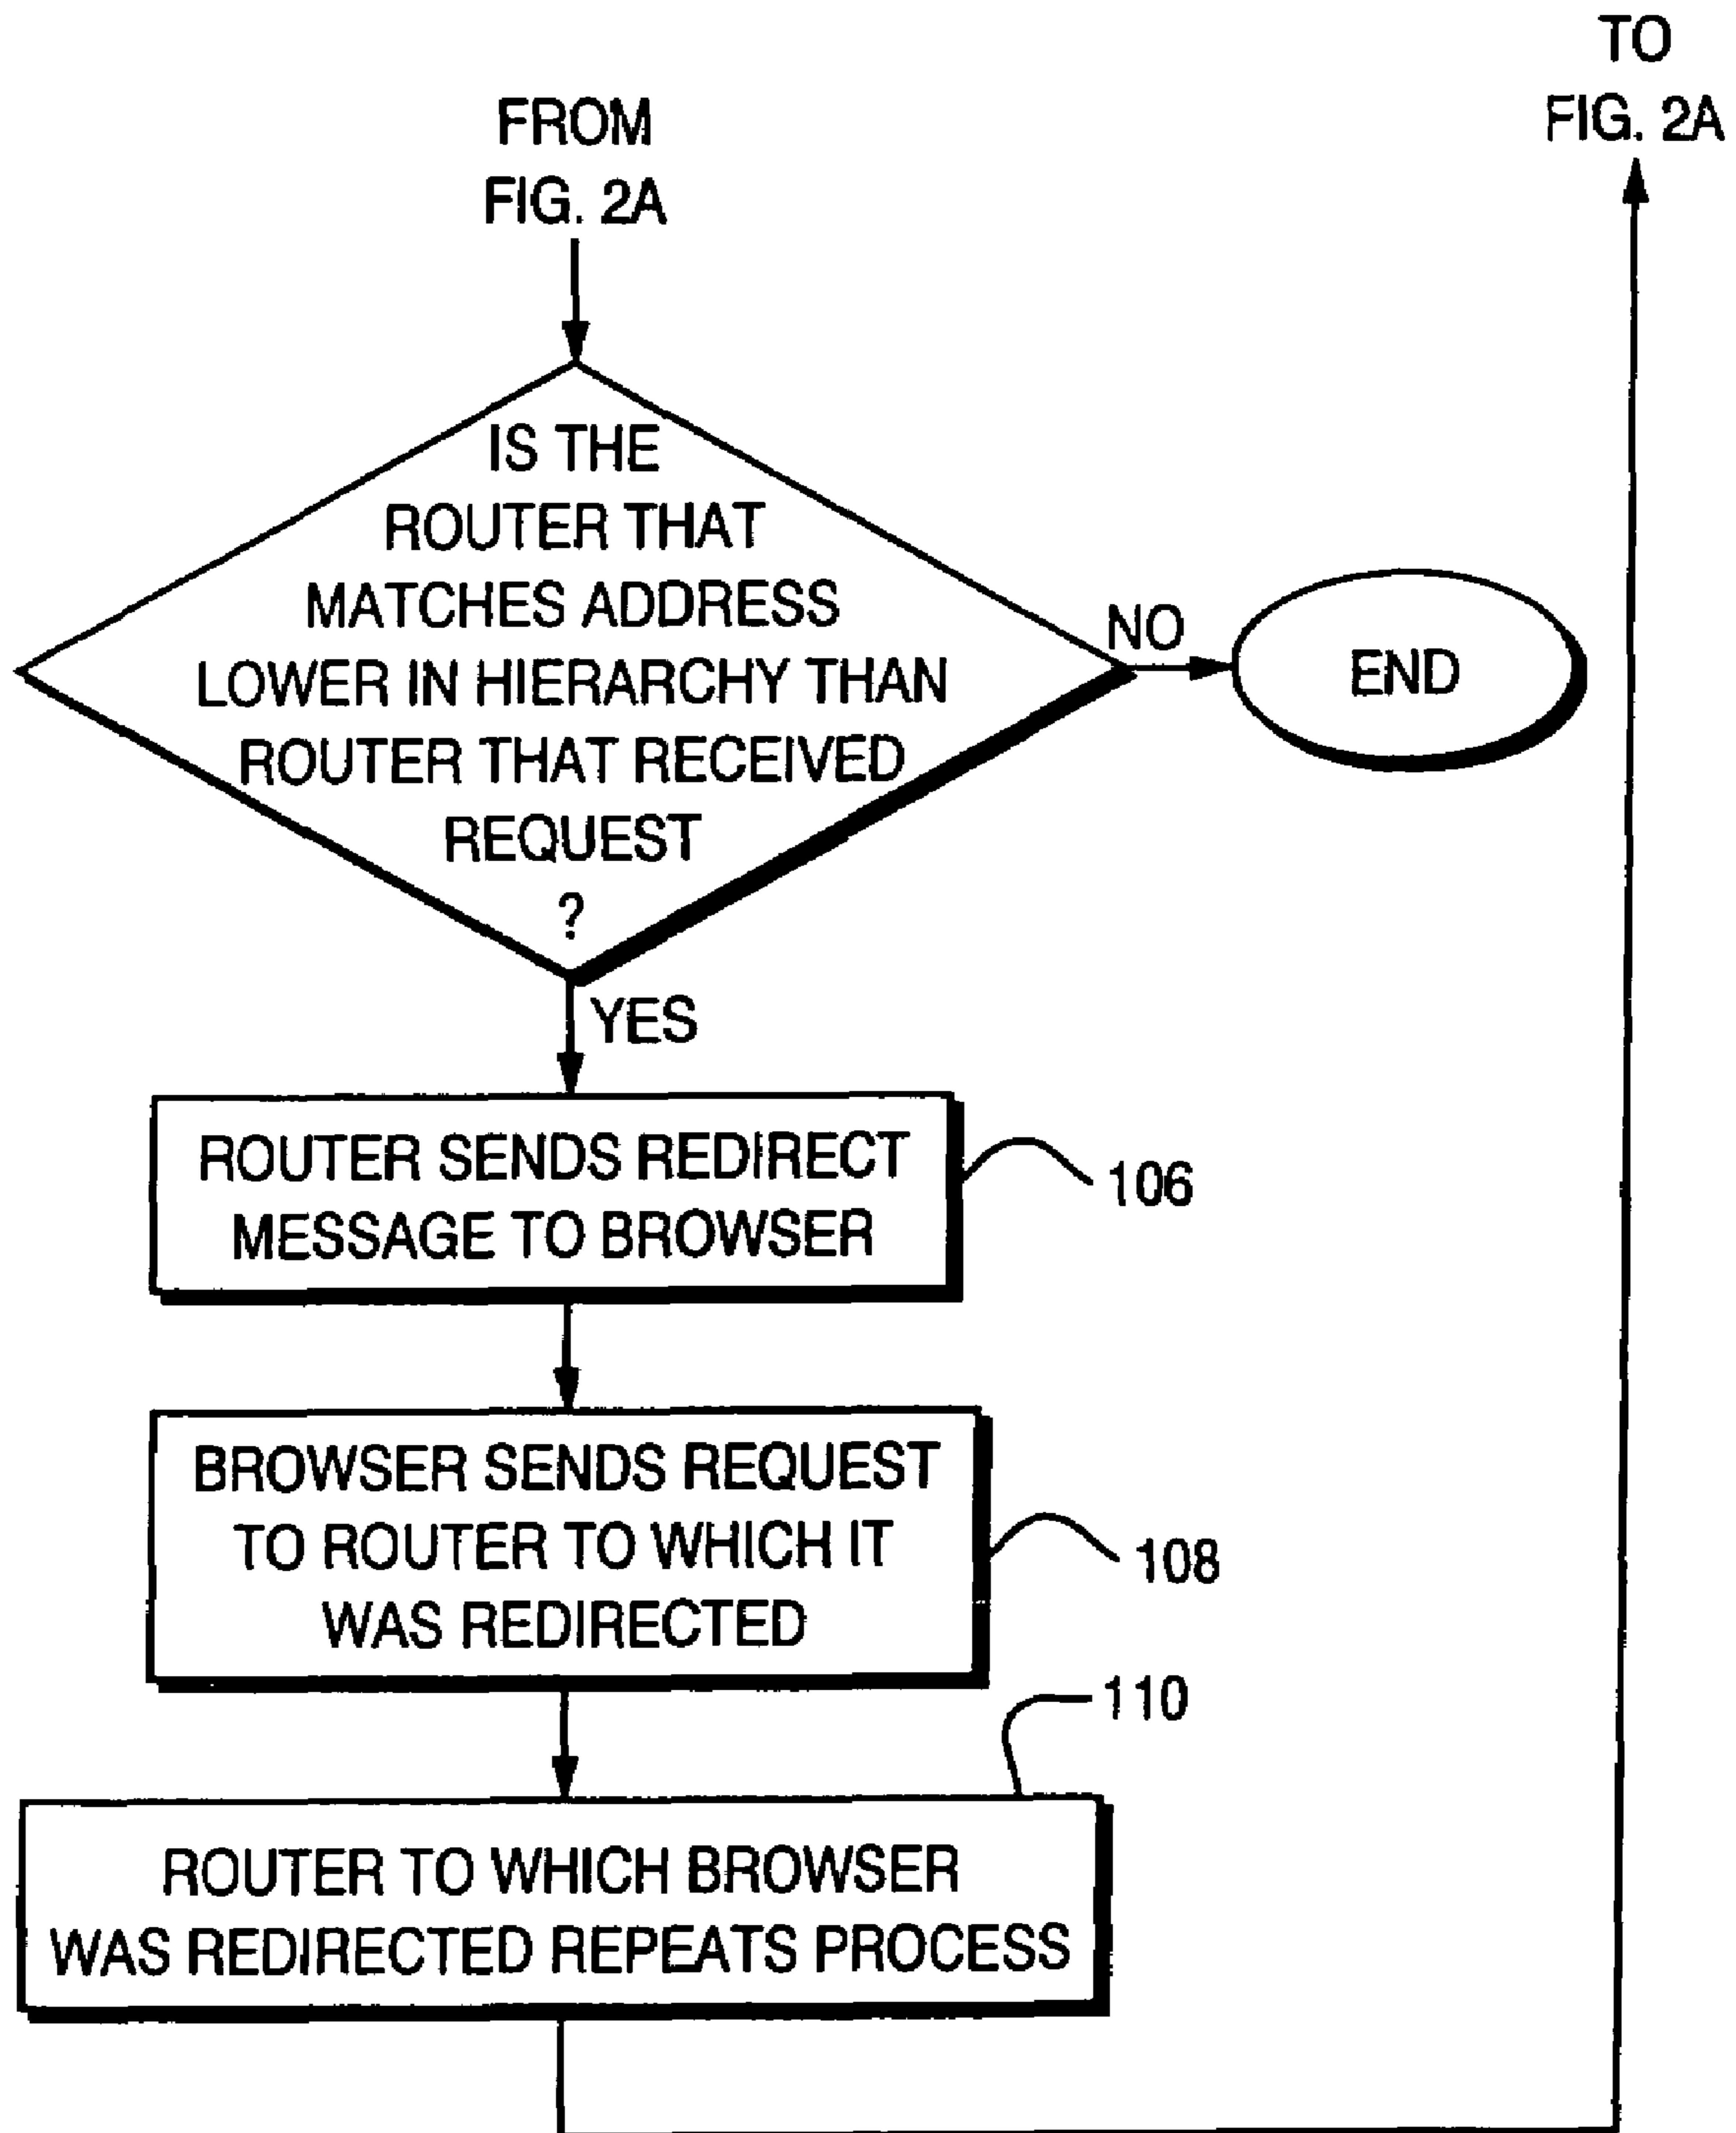 TO
FIG. 2A
FROM
FIG. 2A
IS THE
ROUTER THAT
MATCHES ADDRESS
LOWER IN HIERARCHY THAN
ROUTER THAT RECEIVED
REQUEST
?
NO
END
YES
ROUTER SENDS REDIRECT
MESSAGE TO BROWSER
106
BROWSER SENDS REQUEST
TO ROUTER TO WHICH IT
WAS REDIRECTED
108
110
ROUTER TO WHICH BROWSER
WAS REDIRECTED REPEATS PROCESS